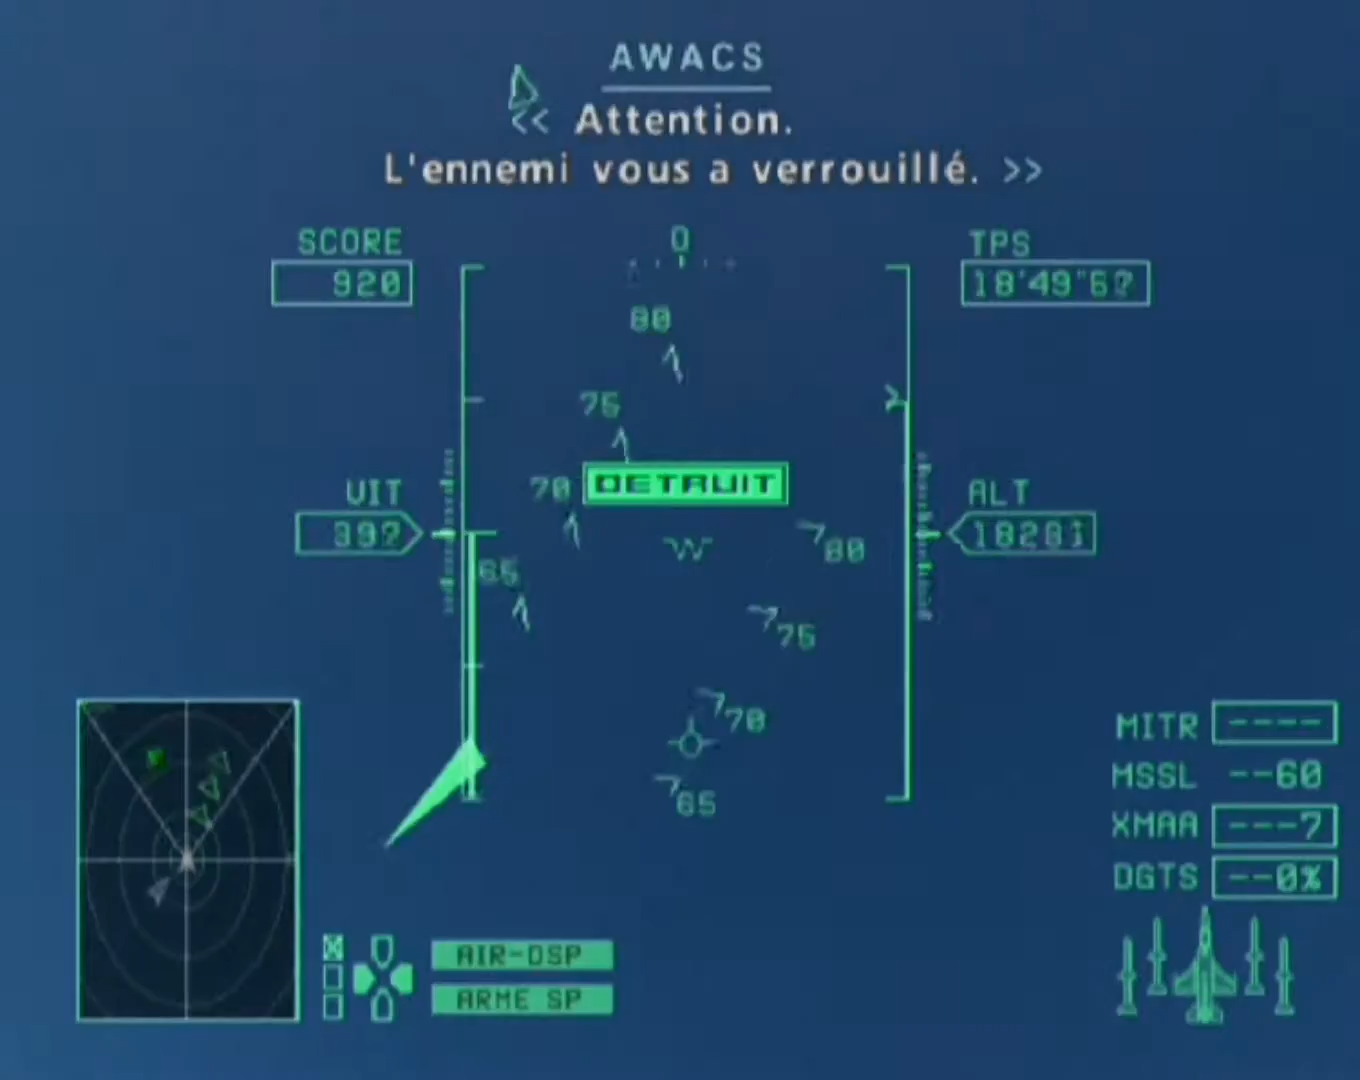 AWACS
<< Attention.
L'ennemi vous a verrouillé. >>
SCORE
0
TPS
920
80
75
DETRUIT
70
VIT
ALT
80
65
75
70
65
MITR ----
MSSL --60
XMAA ---7
DGTS --0%
AIR-DSP
ARME SP